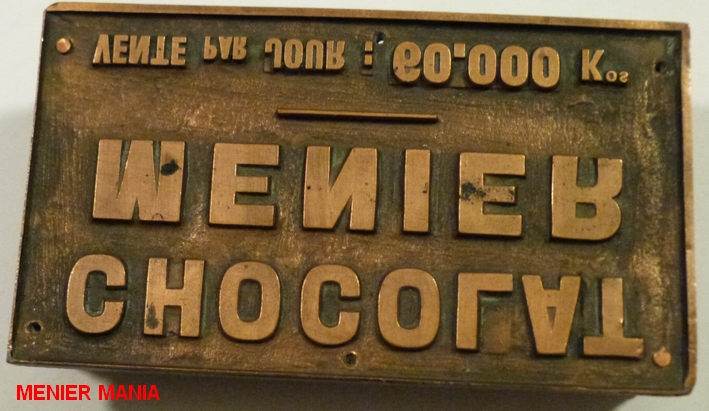 CHOCOLAT
MENIER
VENTE PAR JOUR : 60.000 Kos
MENIER MANIA